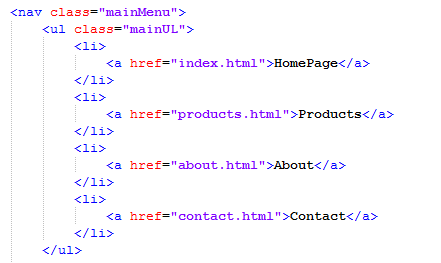 <nav class="mainMenu">
<ul class="mainUL">
<li>
<a href="index.html">HomePage</a>
</li>
<li>
<a href="products.html">Products</a>
</li>
<li>
<a href="about.html">About</a>
</li>
<li>
<a href="contact.html">Contact</a>
</li>
</ul>